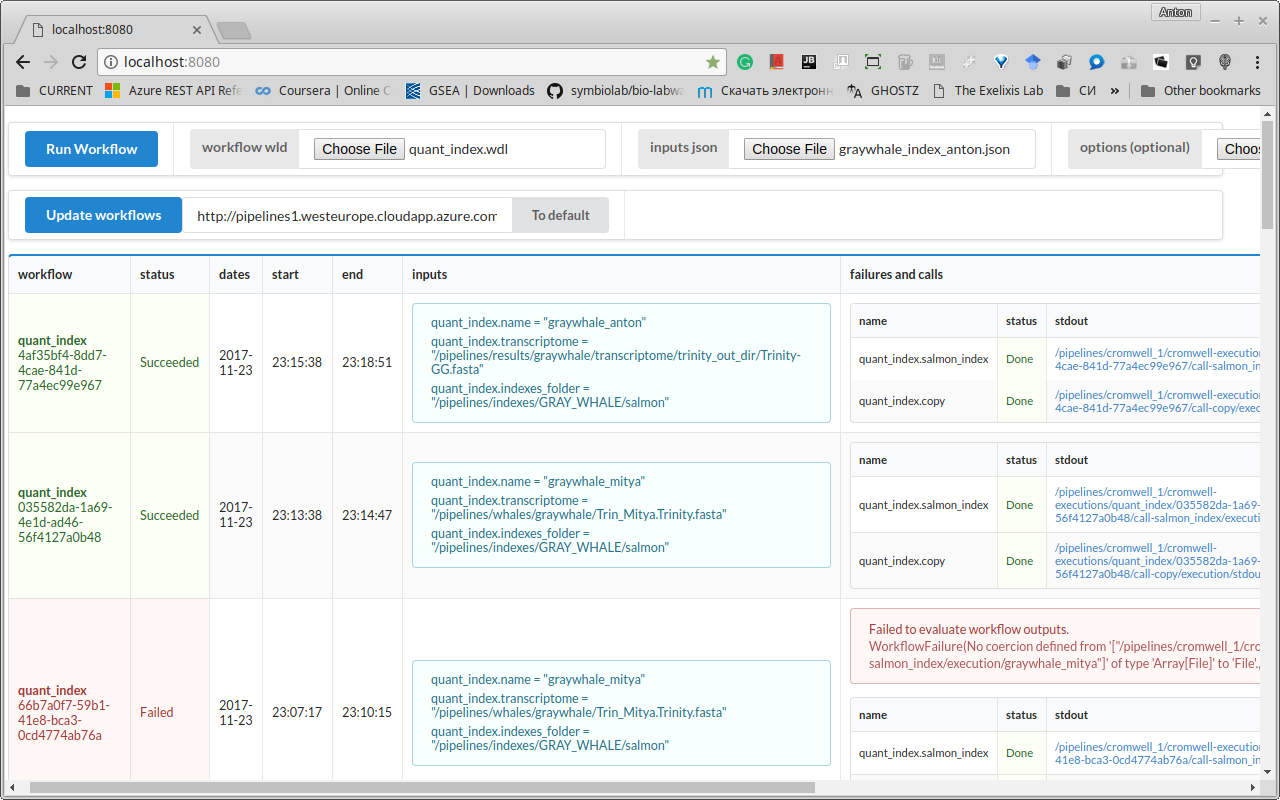 Anton
localhost:8080
localhost:8080
CURRENT
Azure REST API Refe
Coursera | Online C
GSEA | Downloads
symbiolab/bio-labwa
Скачать электронн
GHOSTZ
The Exelixis Lab
СИ
»
Other bookmarks
Run Workflow
workflow wld
Choose File quant_index.wdl
inputs json
Choose File graywhale_index_anton.json
options (optional)
Choos
Update workflows
http://pipelines1.westeurope.cloudapp.azure.com
To default
workflow status dates start end inputs failures and calls
quant_index
4af35bf4-8dd7-
4cae-841d-
77a4ec99e967
Succeeded
2017-
11-23
23:15:38
23:18:51
quant_index.name = "graywhale_anton"
quant_index.transcriptome =
"/pipelines/results/graywhale/transcriptome/trinity_out_dir/Trinity-
GG.fasta"
quant_index.indexes_folder =
"/pipelines/indexes/GRAY_WHALE/salmon"
name status stdout
quant_index.salmon_index
Done
/pipelines/cromwell_1/cromwell-execution
4cae-841d-77a4ec99e967/call-salmon_in
quant_index.copy
Done
/pipelines/cromwell_1/cromwell-execution
4cae-841d-77a4ec99e967/call-copy/exec
quant_index
035582da-1a69-
4e1d-ad46-
56f4127a0b48
Succeeded
2017-
11-23
23:13:38
23:14:47
quant_index.name = "graywhale_mitya"
quant_index.transcriptome =
"/pipelines/whales/graywhale/Trin_Mitya.Trinity.fasta"
quant_index.indexes_folder =
"/pipelines/indexes/GRAY_WHALE/salmon"
name status stdout
quant_index.salmon_index
Done
/pipelines/cromwell_1/cromwell-
executions/quant_index/035582da-1a69-
56f4127a0b48/call-salmon_index/executi
quant_index.copy
Done
/pipelines/cromwell_1/cromwell-
executions/quant_index/035582da-1a69-
56f4127a0b48/call-copy/execution/stdou
quant_index
66b7a0f7-59b1-
41e8-bca3-
0cd4774ab76a
Failed
2017-
11-23
23:07:17
23:10:15
quant_index.name = "graywhale_mitya"
quant_index.transcriptome =
"/pipelines/whales/graywhale/Trin_Mitya.Trinity.fasta"
quant_index.indexes_folder =
"/pipelines/indexes/GRAY_WHALE/salmon"
Failed to evaluate workflow outputs.
WorkflowFailure(No coercion defined from '["/pipelines/cromwell_1/cro
salmon_index/execution/graywhale_mitya"]' of type 'Array[File]' to 'File'.,
name status stdout
quant_index.salmon_index
Done
/pipelines/cromwell_1/cromwell-execution
41e8-bca3-0cd4774ab76a/call-salmon_in